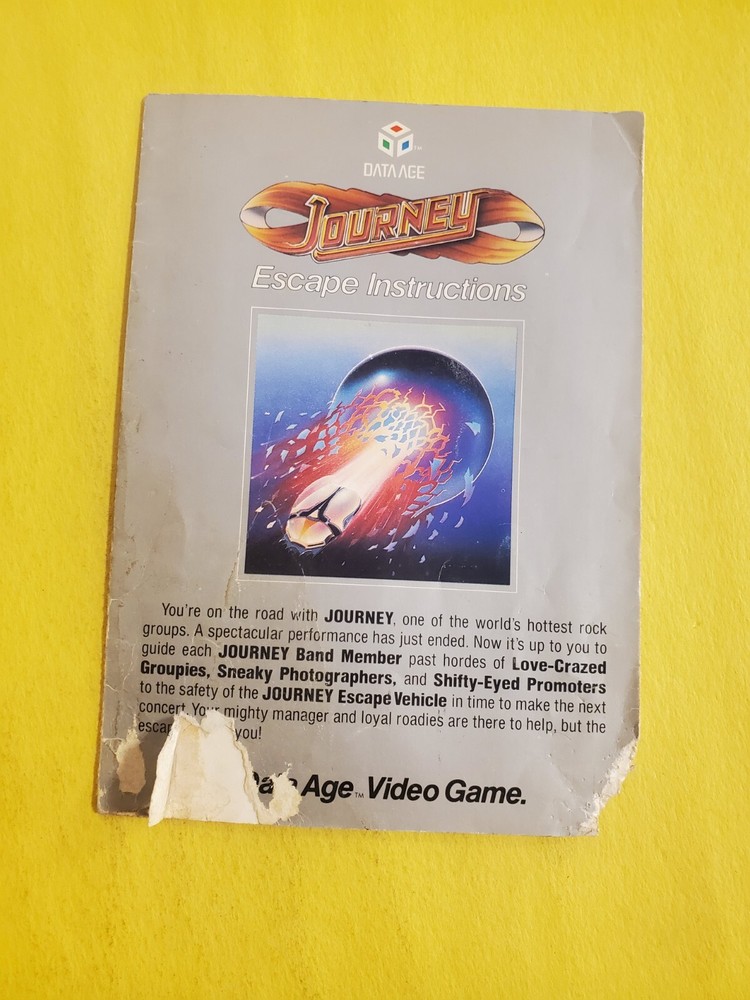 DATA AGE
JOURNEY
Escape Instructions
You're on the road with JOURNEY, one of the world's hottest rock
groups. A spectacular performance has just ended. Now it's up to you to
guide each JOURNEY Band Member past hordes of Love-Crazed
Groupies, Sneaky Photographers, and Shifty-Eyed Promoters
to the safety of the JOURNEY Escape Vehicle in time to make the next
concert. Your mighty manager and loyal roadies are there to help, but the
you!
Data Age™ Video Game.